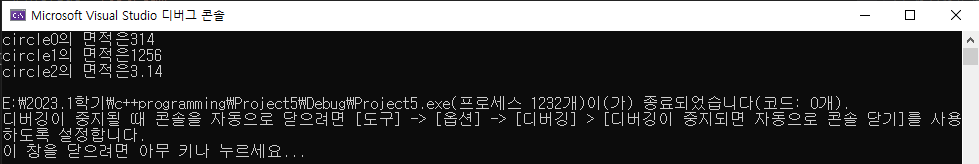 Microsoft Visual Studio 디버그 콘솔
circle0의 면적은314
circle1의 면적은1256
circle2의 면적은3.14
E:₩2023.1학기₩c++programming₩Project5₩Debug₩Project5.exe(프로세스 1232개)이(가) 종료되었습니다(코드: 0개).
디버깅이 중지될 때 콘솔을 자동으로 닫으려면 [도구] -> [옵션] -> [디버깅] > [디버깅이 중지되면 자동으로 콘솔 닫기]를 사용
하도록 설정합니다.
이 창을 닫으려면 아무 키나 누르세요...